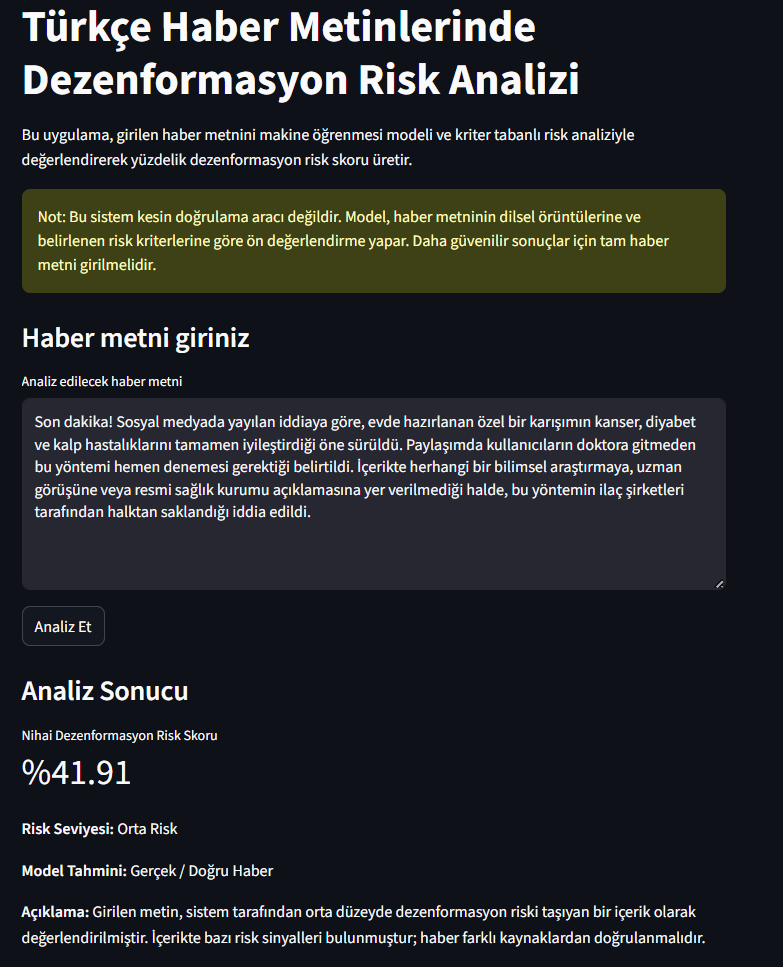 Türkçe Haber Metinlerinde
Dezenformasyon Risk Analizi
Bu uygulama, girilen haber metnini makine öğrenmesi modeli ve kriter tabanlı risk analiziyle
değerlendirerek yüzdelik dezenformasyon risk skoru üretir.
Not: Bu sistem kesin doğrulama aracı değildir. Model, haber metninin dilsel örüntülerine ve
belirlenen risk kriterlerine göre ön değerlendirme yapar. Daha güvenilir sonuçlar için tam haber
metni girilmelidir.
Haber metni giriniz
Analiz edilecek haber metni
Son dakika! Sosyal medyada yayılan iddiaya göre, evde hazırlanan özel bir karışımın kanser, diyabet
ve kalp hastalıklarını tamamen iyileştirdiği öne sürüldü. Paylaşımda kullanıcıların doktora gitmeden
bu yöntemi hemen denemesi gerektiği belirtildi. İçerikte herhangi bir bilimsel araştırmaya, uzman
görüşüne veya resmi sağlık kurumu açıklamasına yer verilmediği halde, bu yöntemin ilaç şirketleri
tarafından halktan saklandığı iddia edildi.
Analiz Et
Analiz Sonucu
Nihai Dezenformasyon Risk Skoru
%41.91
Risk Seviyesi: Orta Risk
Model Tahmini: Gerçek / Doğru Haber
Açıklama: Girilen metin, sistem tarafından orta düzeyde dezenformasyon riski taşıyan bir içerik olarak
değerlendirilmiştir. İçerikte bazı risk sinyalleri bulunmuştur; haber farklı kaynaklardan doğrulanmalıdır.